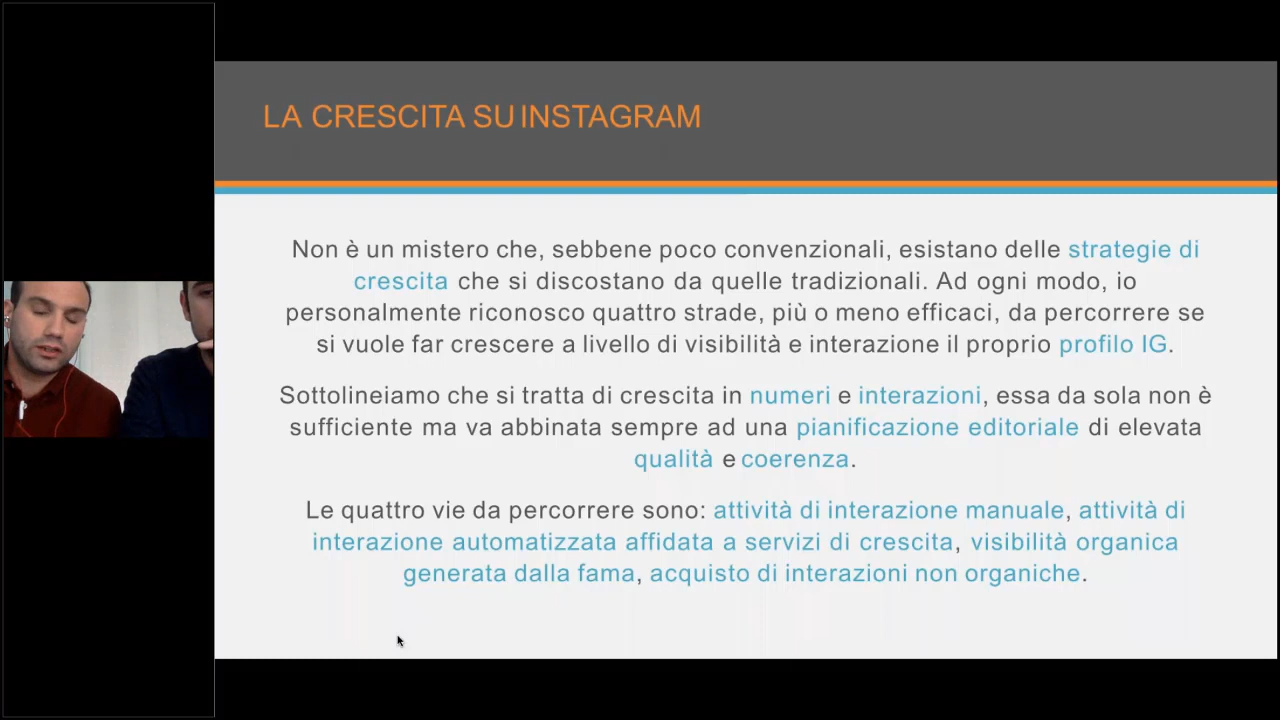 LA CRESCITA SU INSTAGRAM
Non è un mistero che, sebbene poco convenzionali, esistano delle strategie di
crescita che si discostano da quelle tradizionali. Ad ogni modo, io
personalmente riconosco quattro strade, più o meno efficaci, da percorrere se
si vuole far crescere a livello di visibilità e interazione il proprio profilo IG.
Sottolineiamo che si tratta di crescita in numeri e interazioni, essa da sola non è
sufficiente ma va abbinata sempre ad una pianificazione editoriale di elevata
qualità e coerenza.
Le quattro vie da percorrere sono: attività di interazione manuale, attività di
interazione automatizzata affidata a servizi di crescita, visibilità organica
generata dalla fama, acquisto di interazioni non organiche.